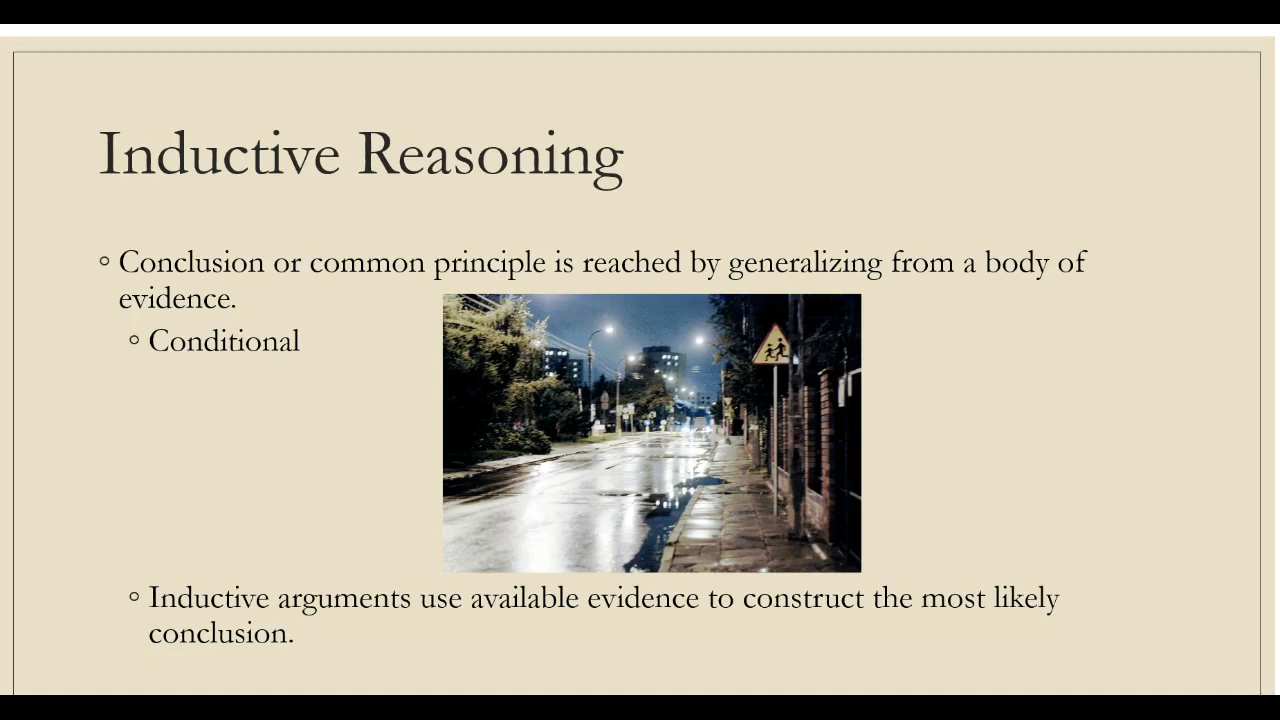 Inductive Reasoning
◦ Conclusion or common principle is reached by generalizing from a body of
evidence.
◦ Conditional
◦ Inductive arguments use available evidence to construct the most likely
conclusion.